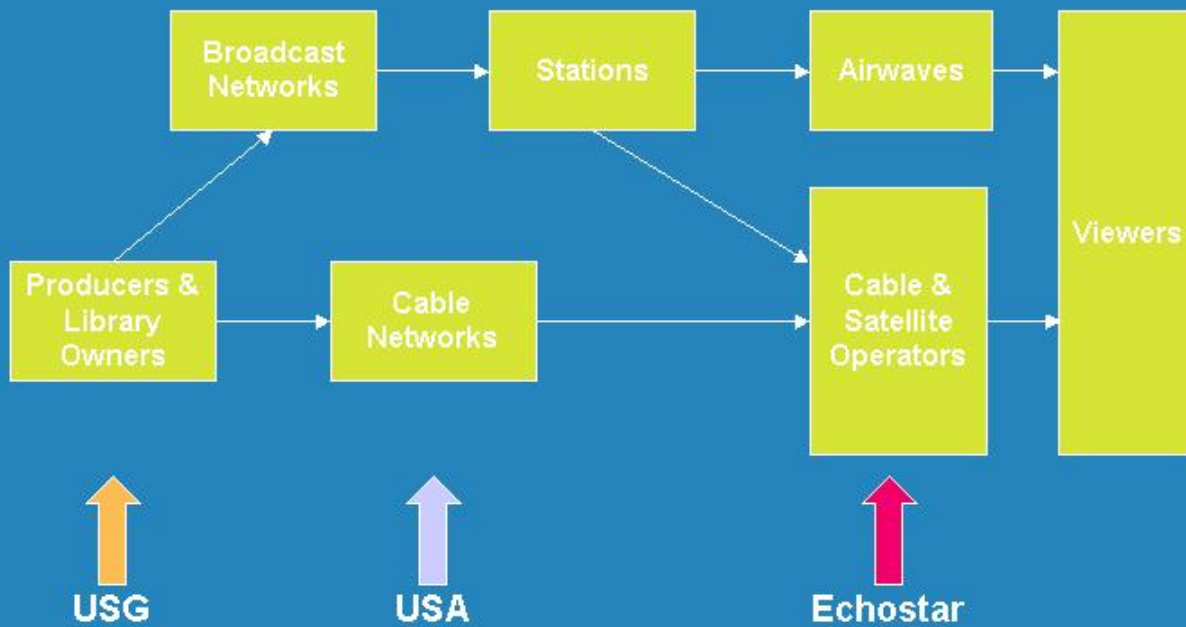 Broadcast
Networks
Stations
Airwaves
Viewers
Producers &
Library
Owners
Cable
Networks
Cable &
Satellite
Operators
USG
USA
Echostar